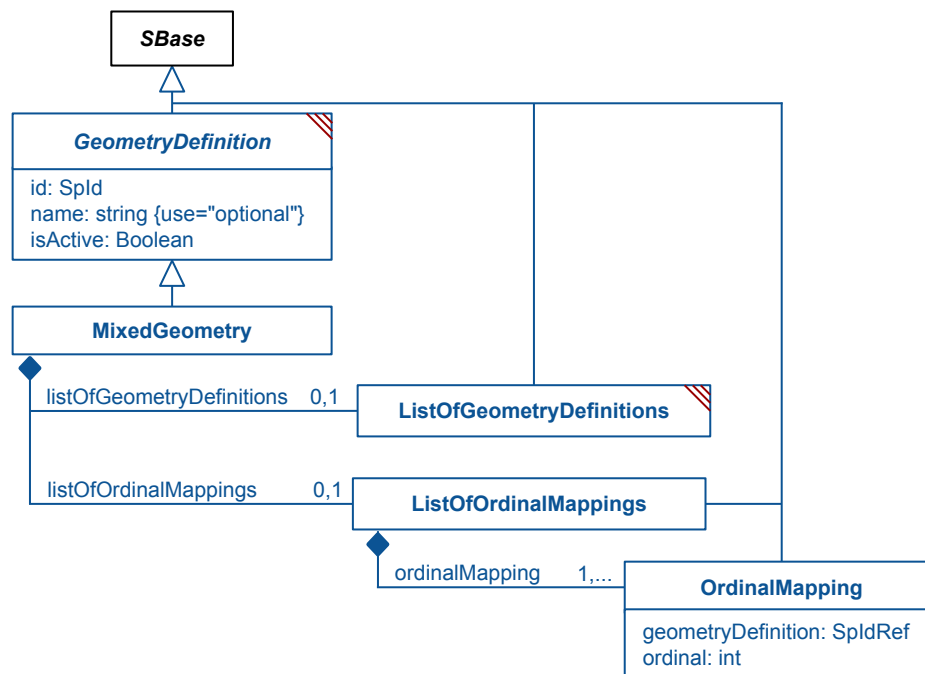 SBase
GeometryDefinition
id: SpId
name: string {use="optional"}
isActive: Boolean
MixedGeometry
listOfGeometryDefinitions 0,1
ListOfGeometryDefinitions
listOfOrdinalMappings 0,1
ListOfOrdinalMappings
ordinalMapping 1,...
OrdinalMapping
geometryDefinition: SpIdRef
ordinal: int